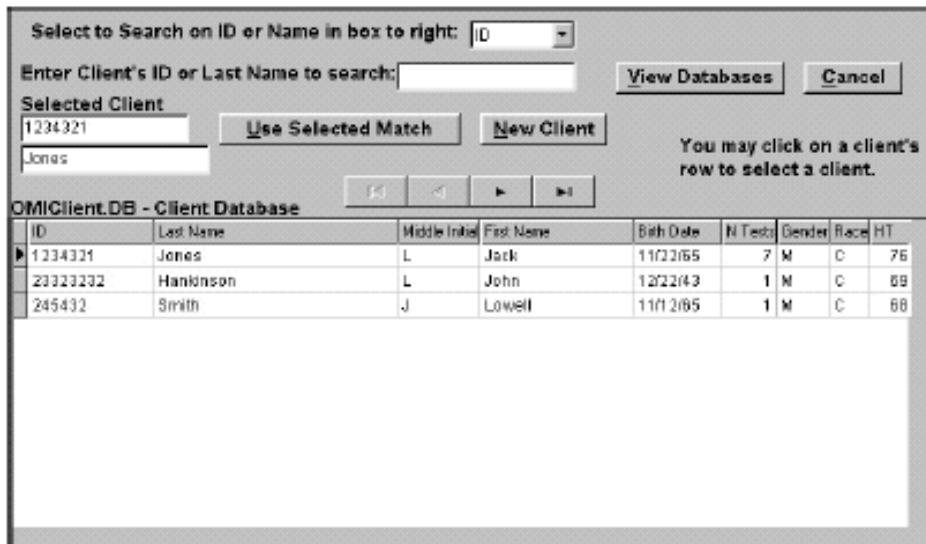 Select to Search on ID or Name in box to right: ID
Enter Client's ID or Last Name to search:
View Databases Cancel
Selected Client
1234321 Use Selected Match New Client
Jones
You may click on a client's
row to select a client.
OMIClient.DB - Client Database
ID Last Name Middle Initial First Name Birth Date N Tests Gender Race HT
1234321 Jones L Jack 11/22/65 7 M C 76
23323232 Hankinson L John 12/22/43 1 M C 69
245432 Smith J Lowell 11/12/65 1 M C 68